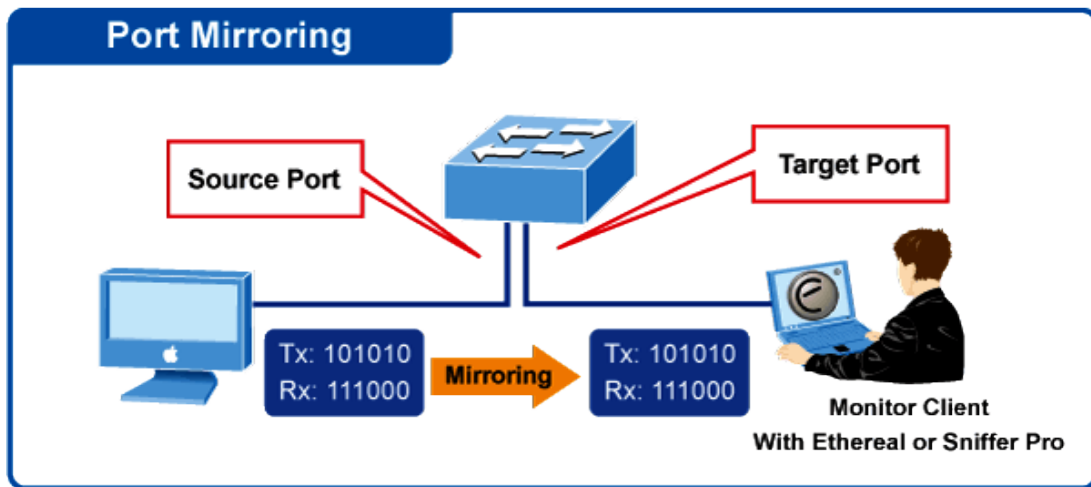 Port Mirroring
Source Port
Target Port
Tx: 101010
Rx: 111000
Mirroring
Tx: 101010
Rx: 111000
Monitor Client
With Ethereal or Sniffer Pro